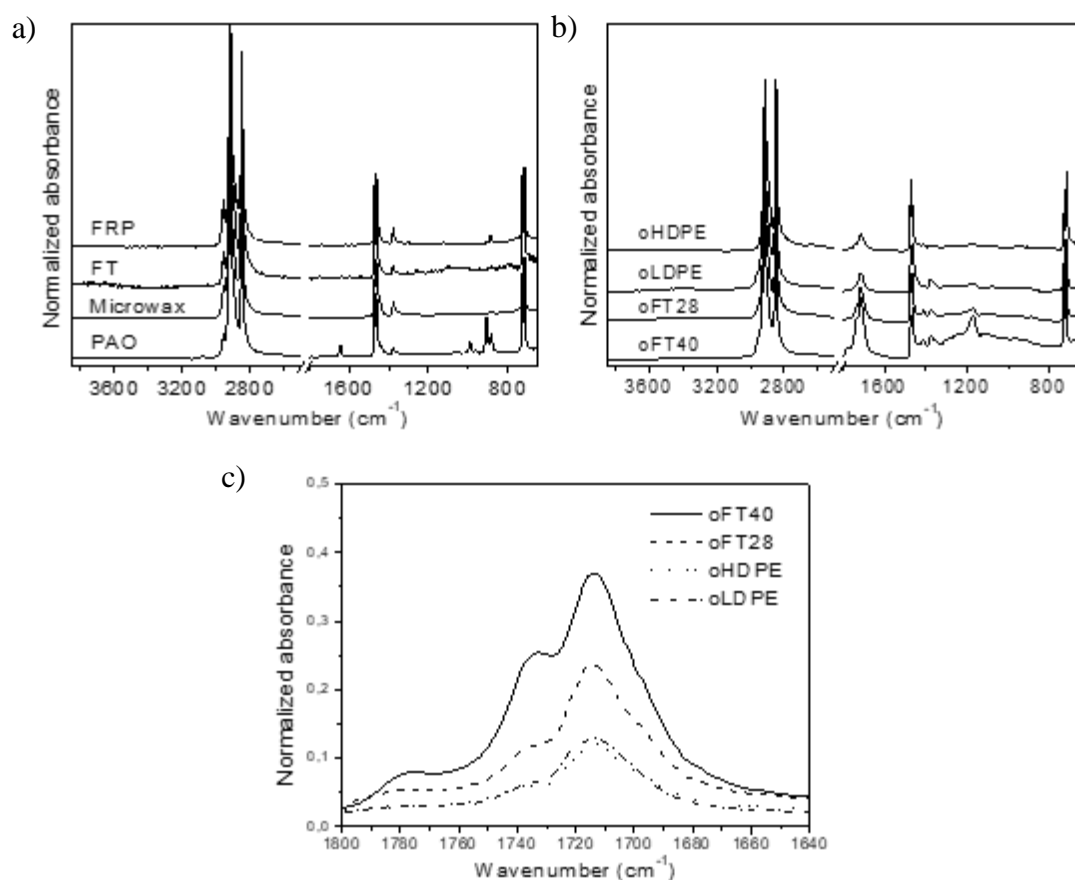 a)
Normalized absorbance
FRP
FT
Microwax
PAO
3600 2800 1600 1200 800
Wavenumber (cm⁻¹)
b)
Normalized absorbance
oHDPE
oLDPE
oFT28
oFT40
3600 2800 1600 1200 800
Wavenumber (cm⁻¹)
c)
Normalized absorbance
0,5
0,4
0,3
0,2
0,1
0,0
oFT40
oFT28
oHDPE
oLDPE
1800 1780 1760 1740 1720 1700 1680 1660 1640
Wavenumber (cm⁻¹)